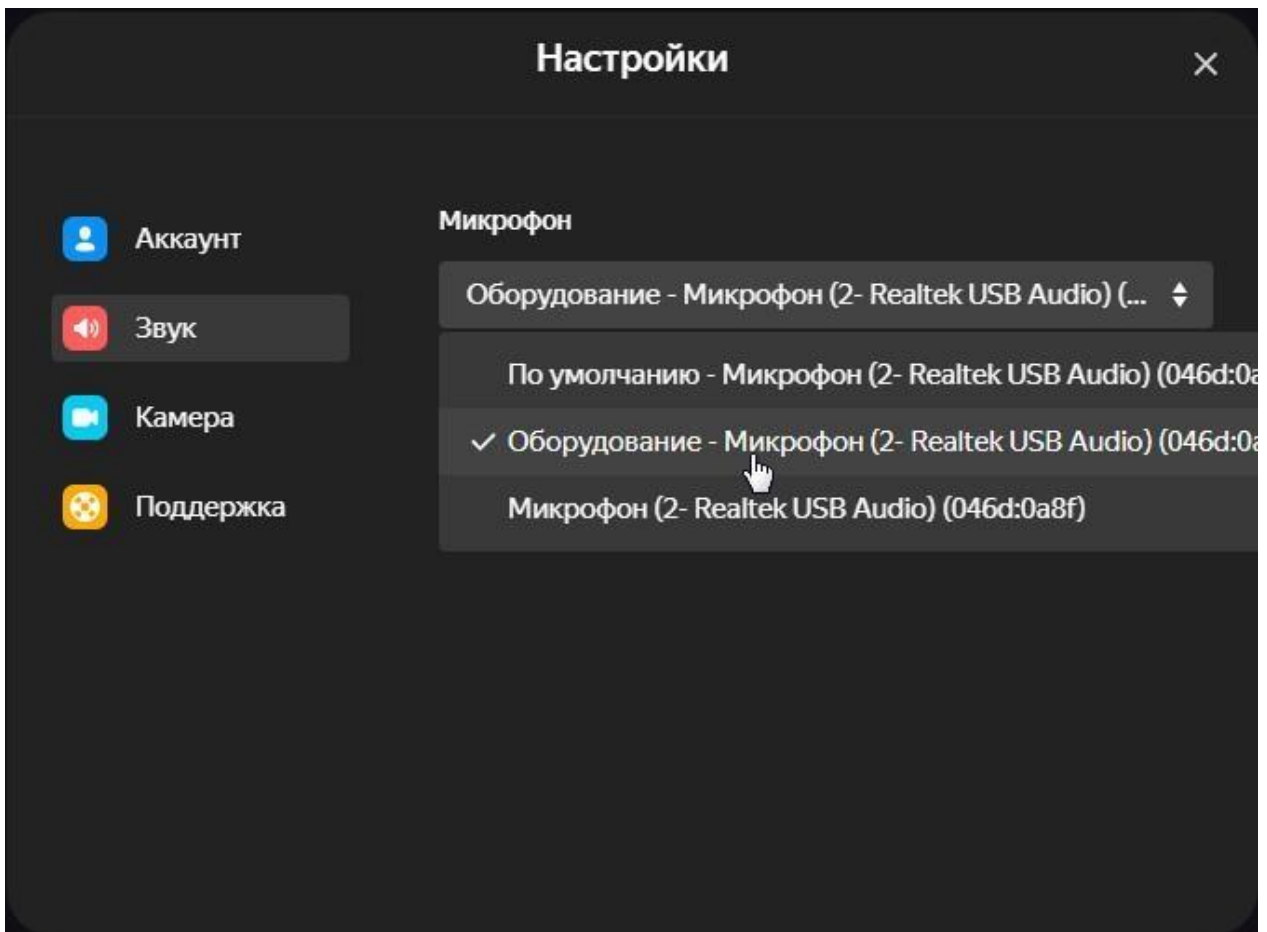 Настройки
Аккаунт
Звук
Камера
Поддержка
Микрофон
Оборудование - Микрофон (2- Realtek USB Audio) (...
По умолчанию - Микрофон (2- Realtek USB Audio) (046d:0a
Оборудование - Микрофон (2- Realtek USB Audio) (046d:0a
Микрофон (2- Realtek USB Audio) (046d:0a8f)